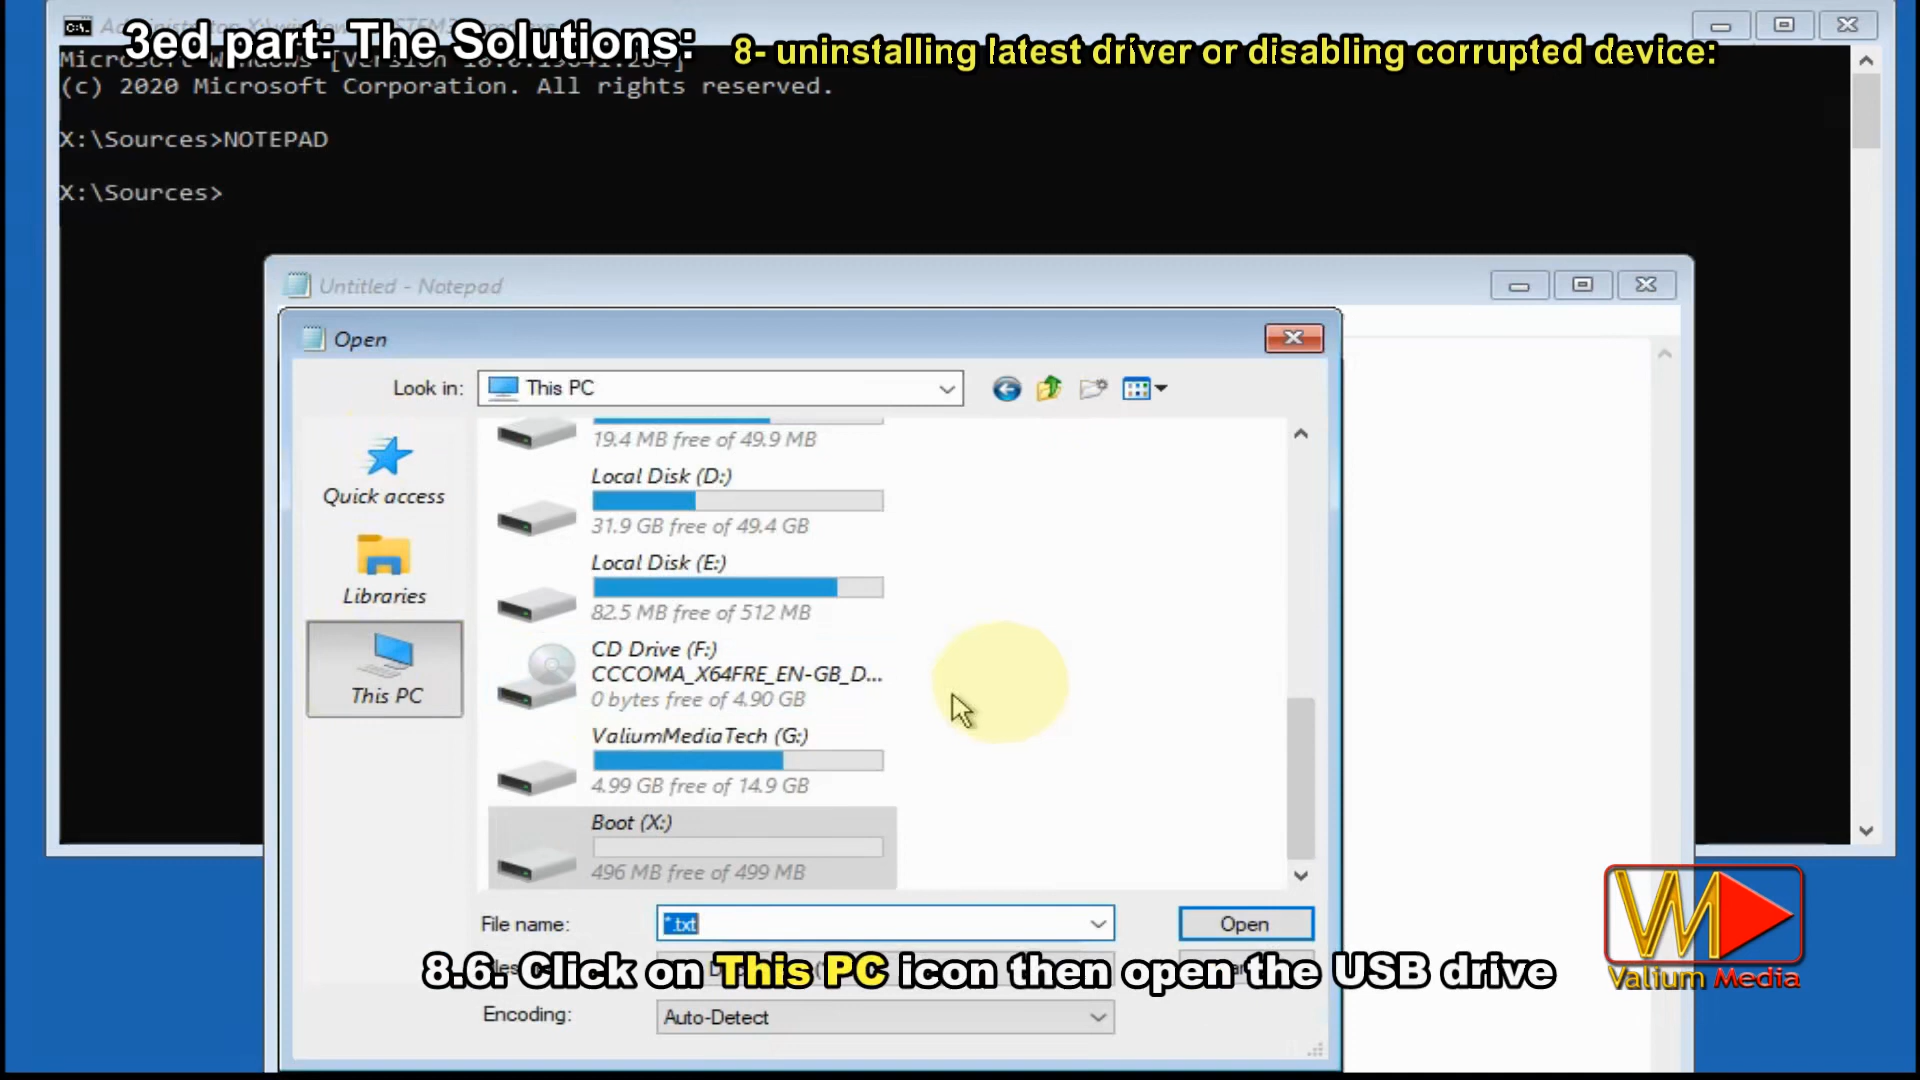 3ed part: The Solutions:
8- uninstalling latest driver or disabling corrupted device:
(c) 2020 Microsoft Corporation. All rights reserved.
X:\Sources>NOTEPAD
X:\Sources>
Untitled - Notepad
Open
Look in:
This PC
19.4 MB free of 49.9 MB
Quick access
Local Disk (D:)
31.9 GB free of 49.4 GB
Libraries
Local Disk (E:)
82.5 MB free of 512 MB
This PC
CD Drive (F:)
CCCOMA_X64FRE_EN-GB_D...
0 bytes free of 4.90 GB
ValiumMediaTech (G:)
4.99 GB free of 14.9 GB
Boot (X:)
496 MB free of 499 MB
File name:
*.txt
Open
8.6. Click on This PC icon then open the USB drive
Encoding:
Auto-Detect
VM
Valium Media